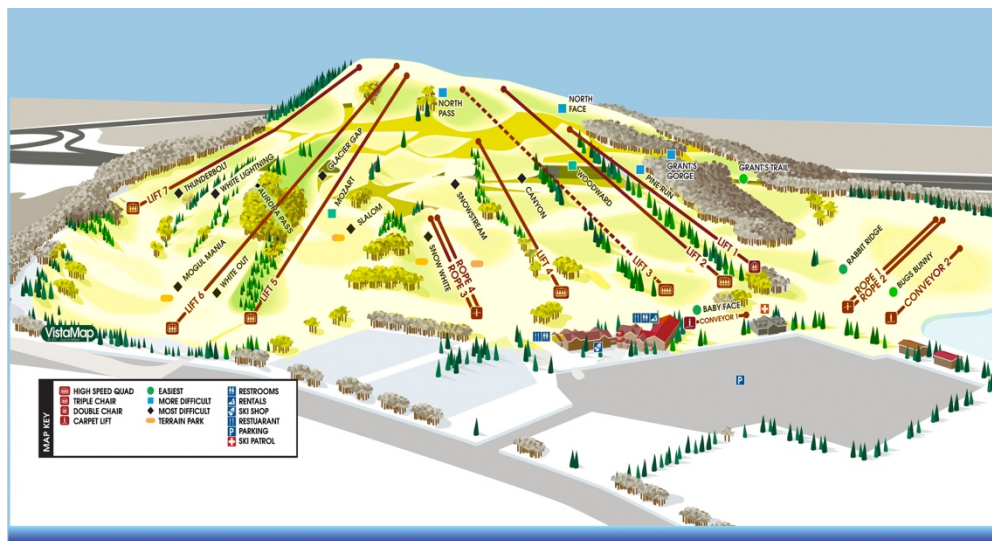 NORTH
PASS
NORTH
FACE
GLACIER GAP
THUNDERBOLT
WHITE LIGHTNING
AURORA PASS
MOZART
SLALOM
SNOWSTREAM
CANYON
WOODWARD
PINE RUN
GRANT'S
GORGE
GRANT'S TRAIL
LIFT 7
MOGUL MANIA
WHITE OUT
LIFT 6
LIFT 5
SNOW WHITE
ROPE 4
ROPE 3
LIFT 4
LIFT 3
LIFT 2
LIFT 1
RABBIT RIDGE
ROPE 1
ROPE 2
BUGS BUNNY
CONVEYOR 2
BABY FACE
CONVEYOR 1
VistaMap
P
MAP KEY
HIGH SPEED QUAD
TRIPLE CHAIR
DOUBLE CHAIR
CARPET LIFT
EASIEST
MORE DIFFICULT
MOST DIFFICULT
TERRAIN PARK
RESTROOMS
RENTALS
SKI SHOP
RESTUARANT
P PARKING
SKI PATROL